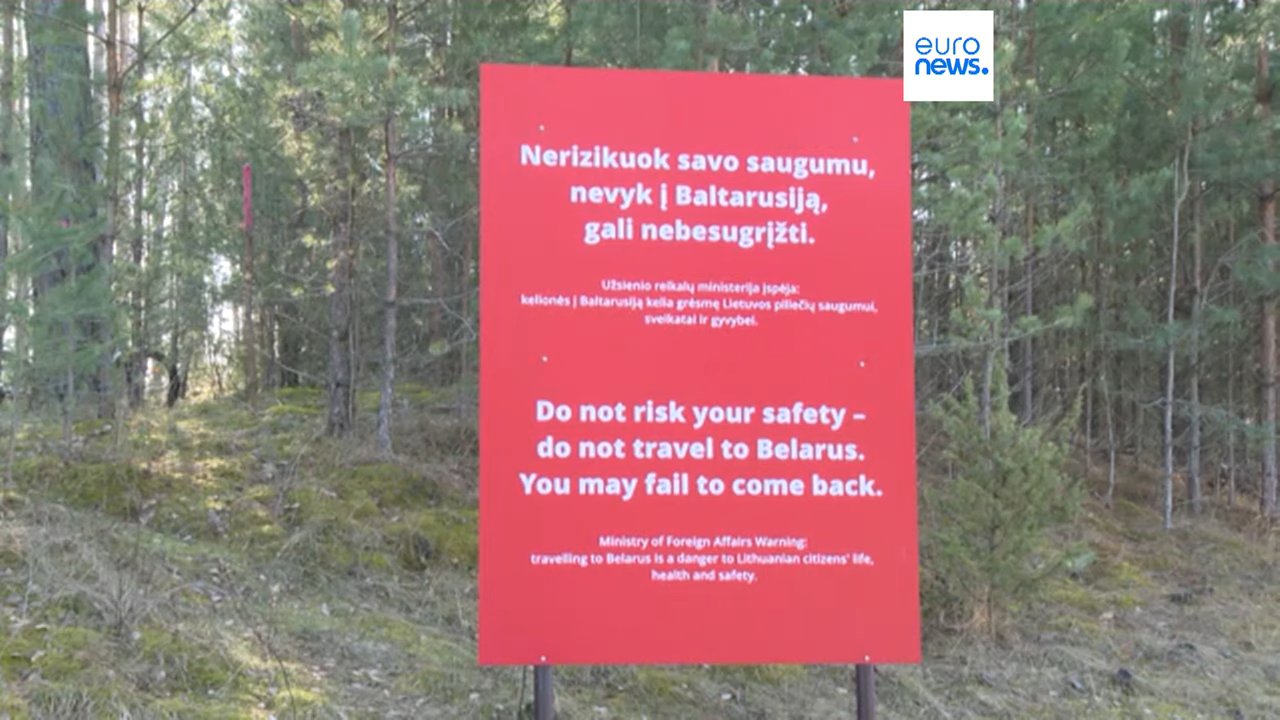 euro
news.
Nerizikuok savo saugumu,
nevyk į Baltarusiją,
gali nebesugrįžti.
Užsienio reikalų ministerija įspėja:
kelionės į Baltarusiją kelia grėsmę Lietuvos piliečių saugumui,
sveikatai ir gyvybei.
Do not risk your safety –
do not travel to Belarus.
You may fail to come back.
Ministry of Foreign Affairs Warning:
travelling to Belarus is a danger to Lithuanian citizens' life,
health and safety.